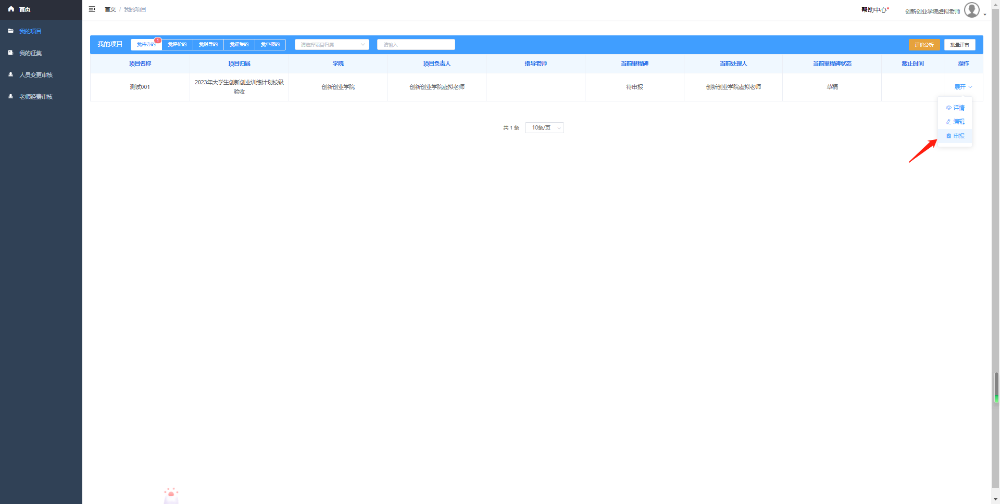 首页
首页 / 我的项目
帮助中心
创新创业学院虚拟老师
我的项目
我的征集
人员变更审核
老师经费审核
我的项目
我待办的 1
我评价的
我指导的
我征集的
我申报的
请选择项目归属
请输入
评价分析
批量评审
项目名称 项目归属 学院 项目负责人 指导老师 当前里程碑 当前处理人 当前里程碑状态 截止时间 操作
测试001 2023年大学生创新创业训练计划校级 创新创业学院 创新创业学院虚拟老师 待申报 创新创业学院虚拟老师 草稿 展开
验收
详情
编辑
申报
共 1 条 10条/页